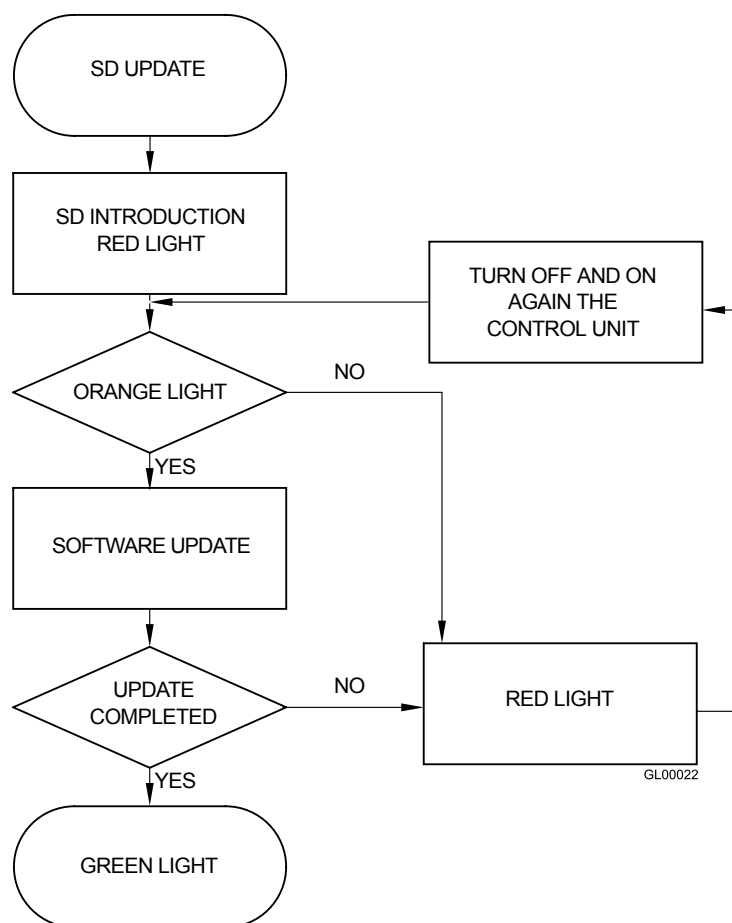 SD UPDATE
SD INTRODUCTION
RED LIGHT
TURN OFF AND ON
AGAIN THE
CONTROL UNIT
ORANGE LIGHT
NO
YES
SOFTWARE UPDATE
UPDATE
COMPLETED
NO
RED LIGHT
GL00022
YES
GREEN LIGHT